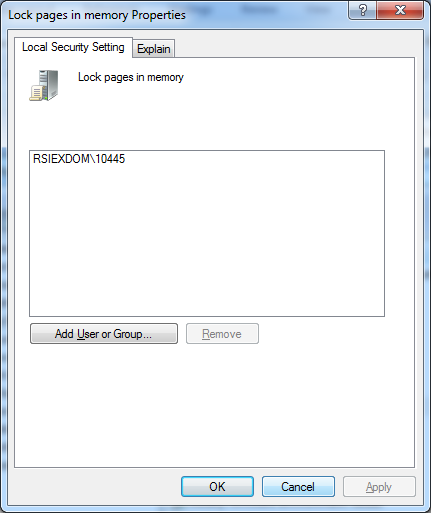 Lock pages in memory Properties
?
X
Local Security Setting
Explain
Lock pages in memory
RSIEXDOM\10445
Add User or Group...
Remove
OK
Cancel
Apply